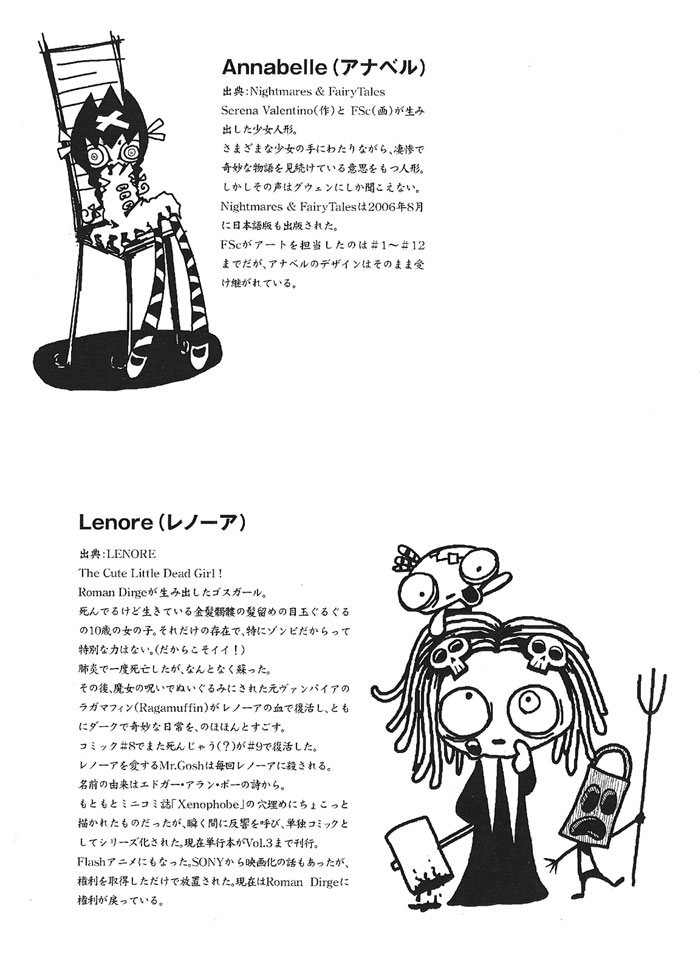 Annabelle(アナベル)
出典:Nightmares & FairyTales
Serena Valentino(作)と FSc(画)が生み
出した少女人形。
さまざまな少女の手にわたりながら、凄惨で
奇妙な物語を見続けている意思をもつ人形。
しかしその声はグウェンにしか聞こえない。
Nightmares & FairyTalesは2006年8月
に日本語版も出版された。
FScがアートを担当したのは#1〜#12
までだが、アナベルのデザインはそのまま受
け継がれている。
Lenore(レノーア)
出典:LENORE
The Cute Little Dead Girl!
Roman Dirgeが生み出したゴスガール。
死んでるけど生きている金髪髑髏の髪留めの目玉ぐるぐる
の10歳の女の子。それだけの存在で、特にゾンビだからって
特別な力はない。(だからこそイイ!)
肺炎で一度死亡したが、なんとなく蘇った。
その後、魔女の呪いでぬいぐるみにされた元ヴァンパイアの
ラガマフィン(Ragamuffin)がレノーアの血で復活し、とも
にダークで奇妙な日常を、のほほんとすごす。
コミック#8でまた死んじゃう(?)が#9で復活した。
レノーアを愛するMr.Goshは毎回レノーアに殺される。
名前の由来はエドガー・アラン・ポーの詩から。
もともとミニコミ誌「Xenophobe」の穴埋めにちょこっと
描かれたものだったが、瞬く間に反響を呼び、単独コミックと
してシリーズ化された。現在単行本がVol.3まで刊行。
Flashアニメにもなった。SONYから映画化の話もあったが、
権利を取得しただけで放置された。現在はRoman Dirgeに
権利が戻っている。